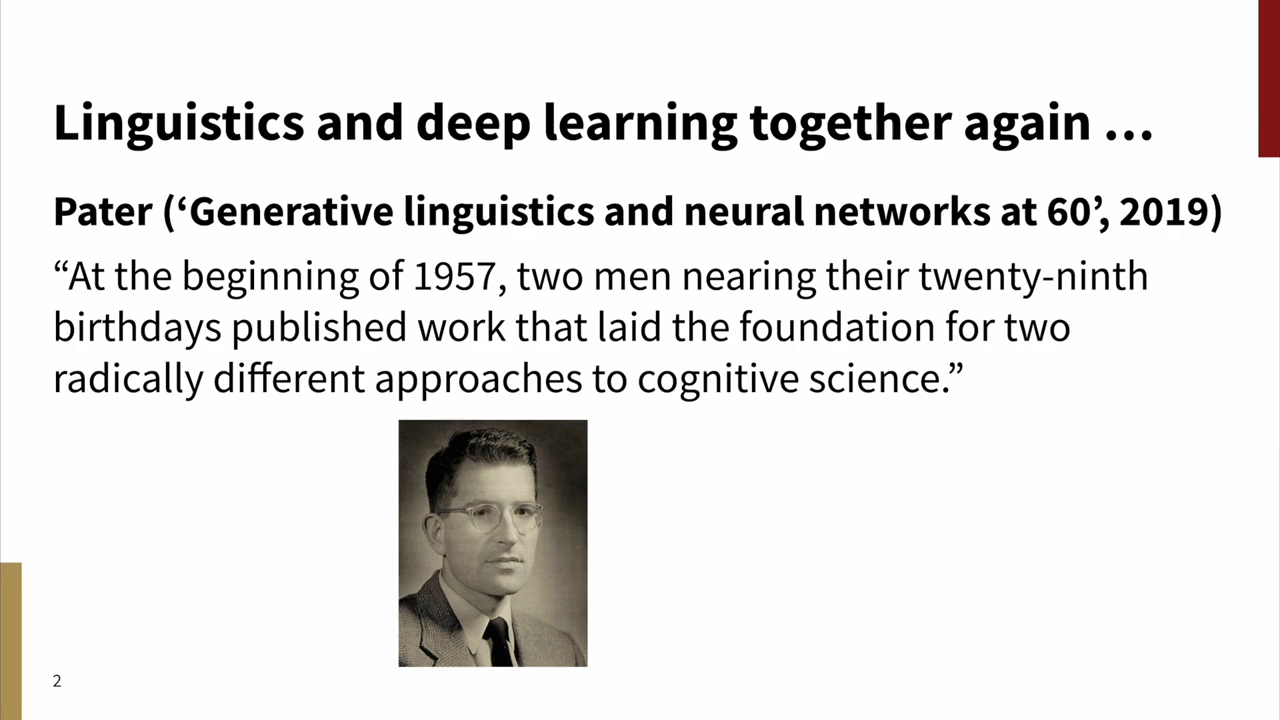 Linguistics and deep learning together again …
Pater (‘Generative linguistics and neural networks at 60’, 2019)
“At the beginning of 1957, two men nearing their twenty-ninth
birthdays published work that laid the foundation for two
radically different approaches to cognitive science.”
2